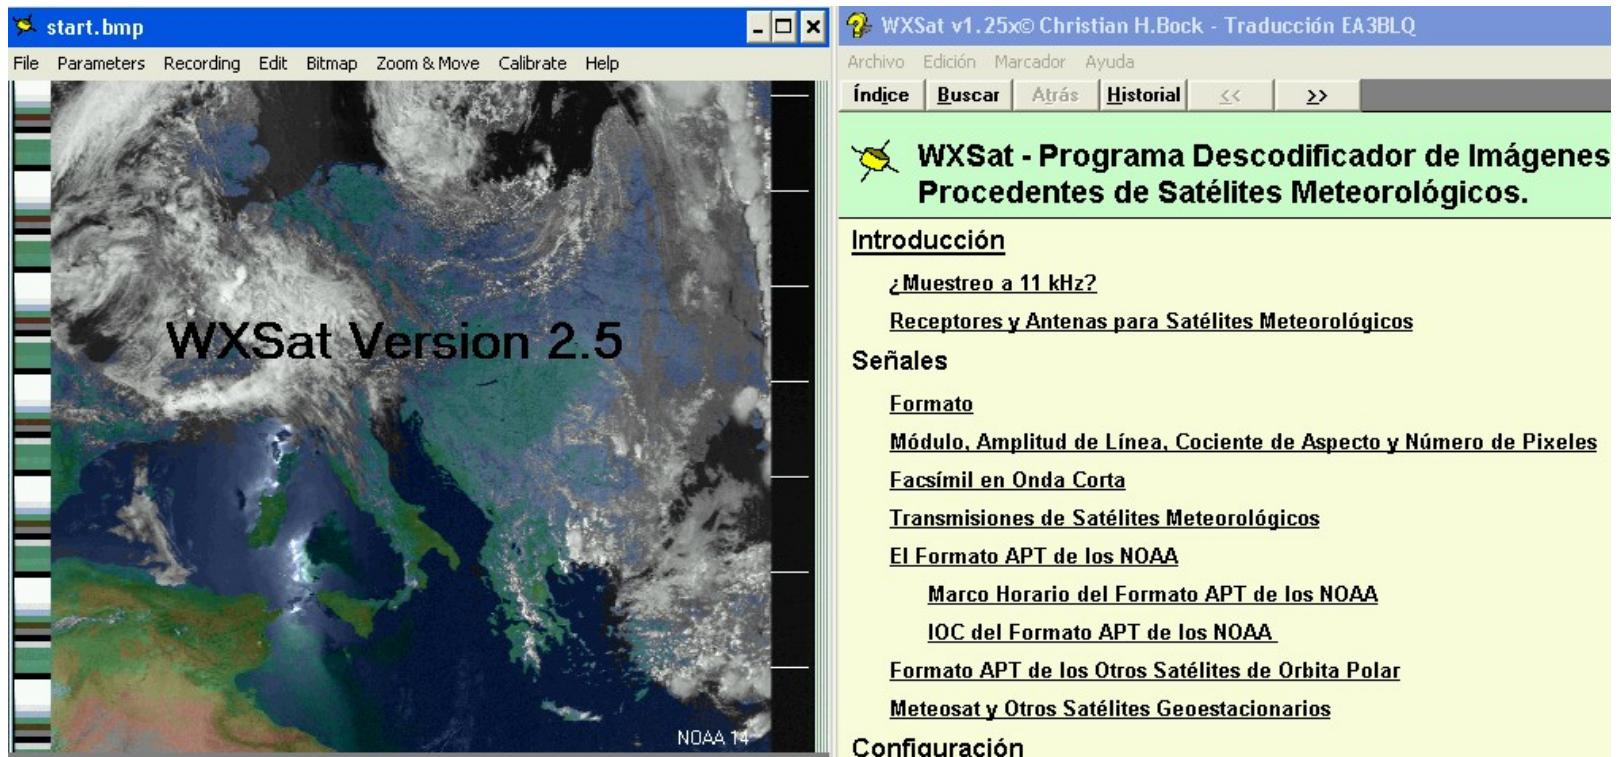 start.bmp
File Parameters Recording Edit Bitmap Zoom & Move Calibrate Help
WXSat Version 2.5
NOAA 14
WXSat v1.25x© Christian H.Bock - Traducción EA3BLQ
Archivo Edición Marcador Ayuda
Índice Buscar Atrás Historial << >>
WXSat - Programa Descodificador de Imágenes
Procedentes de Satélites Meteorológicos.
Introducción
¿Muestreo a 11 kHz?
Receptores y Antenas para Satélites Meteorológicos
Señales
Formato
Módulo, Amplitud de Línea, Cociente de Aspecto y Número de Pixeles
Facsímil en Onda Corta
Transmisiones de Satélites Meteorológicos
El Formato APT de los NOAA
Marco Horario del Formato APT de los NOAA
IOC del Formato APT de los NOAA
Formato APT de los Otros Satélites de Orbita Polar
Meteosat y Otros Satélites Geoestacionarios
Configuración